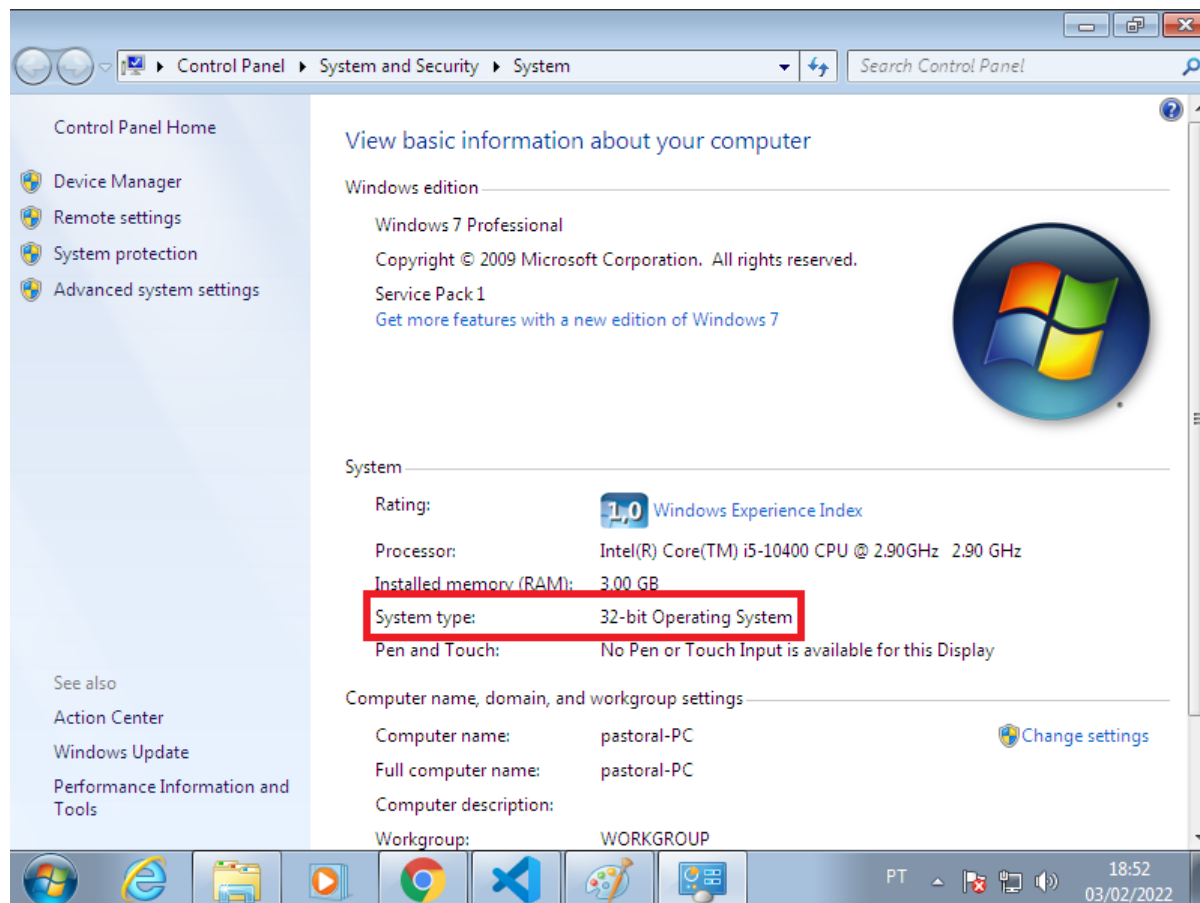 Control Panel ▸ System and Security ▸ System
Search Control Panel
Control Panel Home
Device Manager
Remote settings
System protection
Advanced system settings
See also
Action Center
Windows Update
Performance Information and
Tools
View basic information about your computer
Windows edition
Windows 7 Professional
Copyright © 2009 Microsoft Corporation. All rights reserved.
Service Pack 1
Get more features with a new edition of Windows 7
System
Rating: 1,0 Windows Experience Index
Processor: Intel(R) Core(TM) i5-10400 CPU @ 2.90GHz 2.90 GHz
Installed memory (RAM): 3.00 GB
System type: 32-bit Operating System
Pen and Touch: No Pen or Touch Input is available for this Display
Computer name, domain, and workgroup settings
Computer name: pastoral-PC Change settings
Full computer name: pastoral-PC
Computer description:
Workgroup: WORKGROUP
PT
18:52
03/02/2022